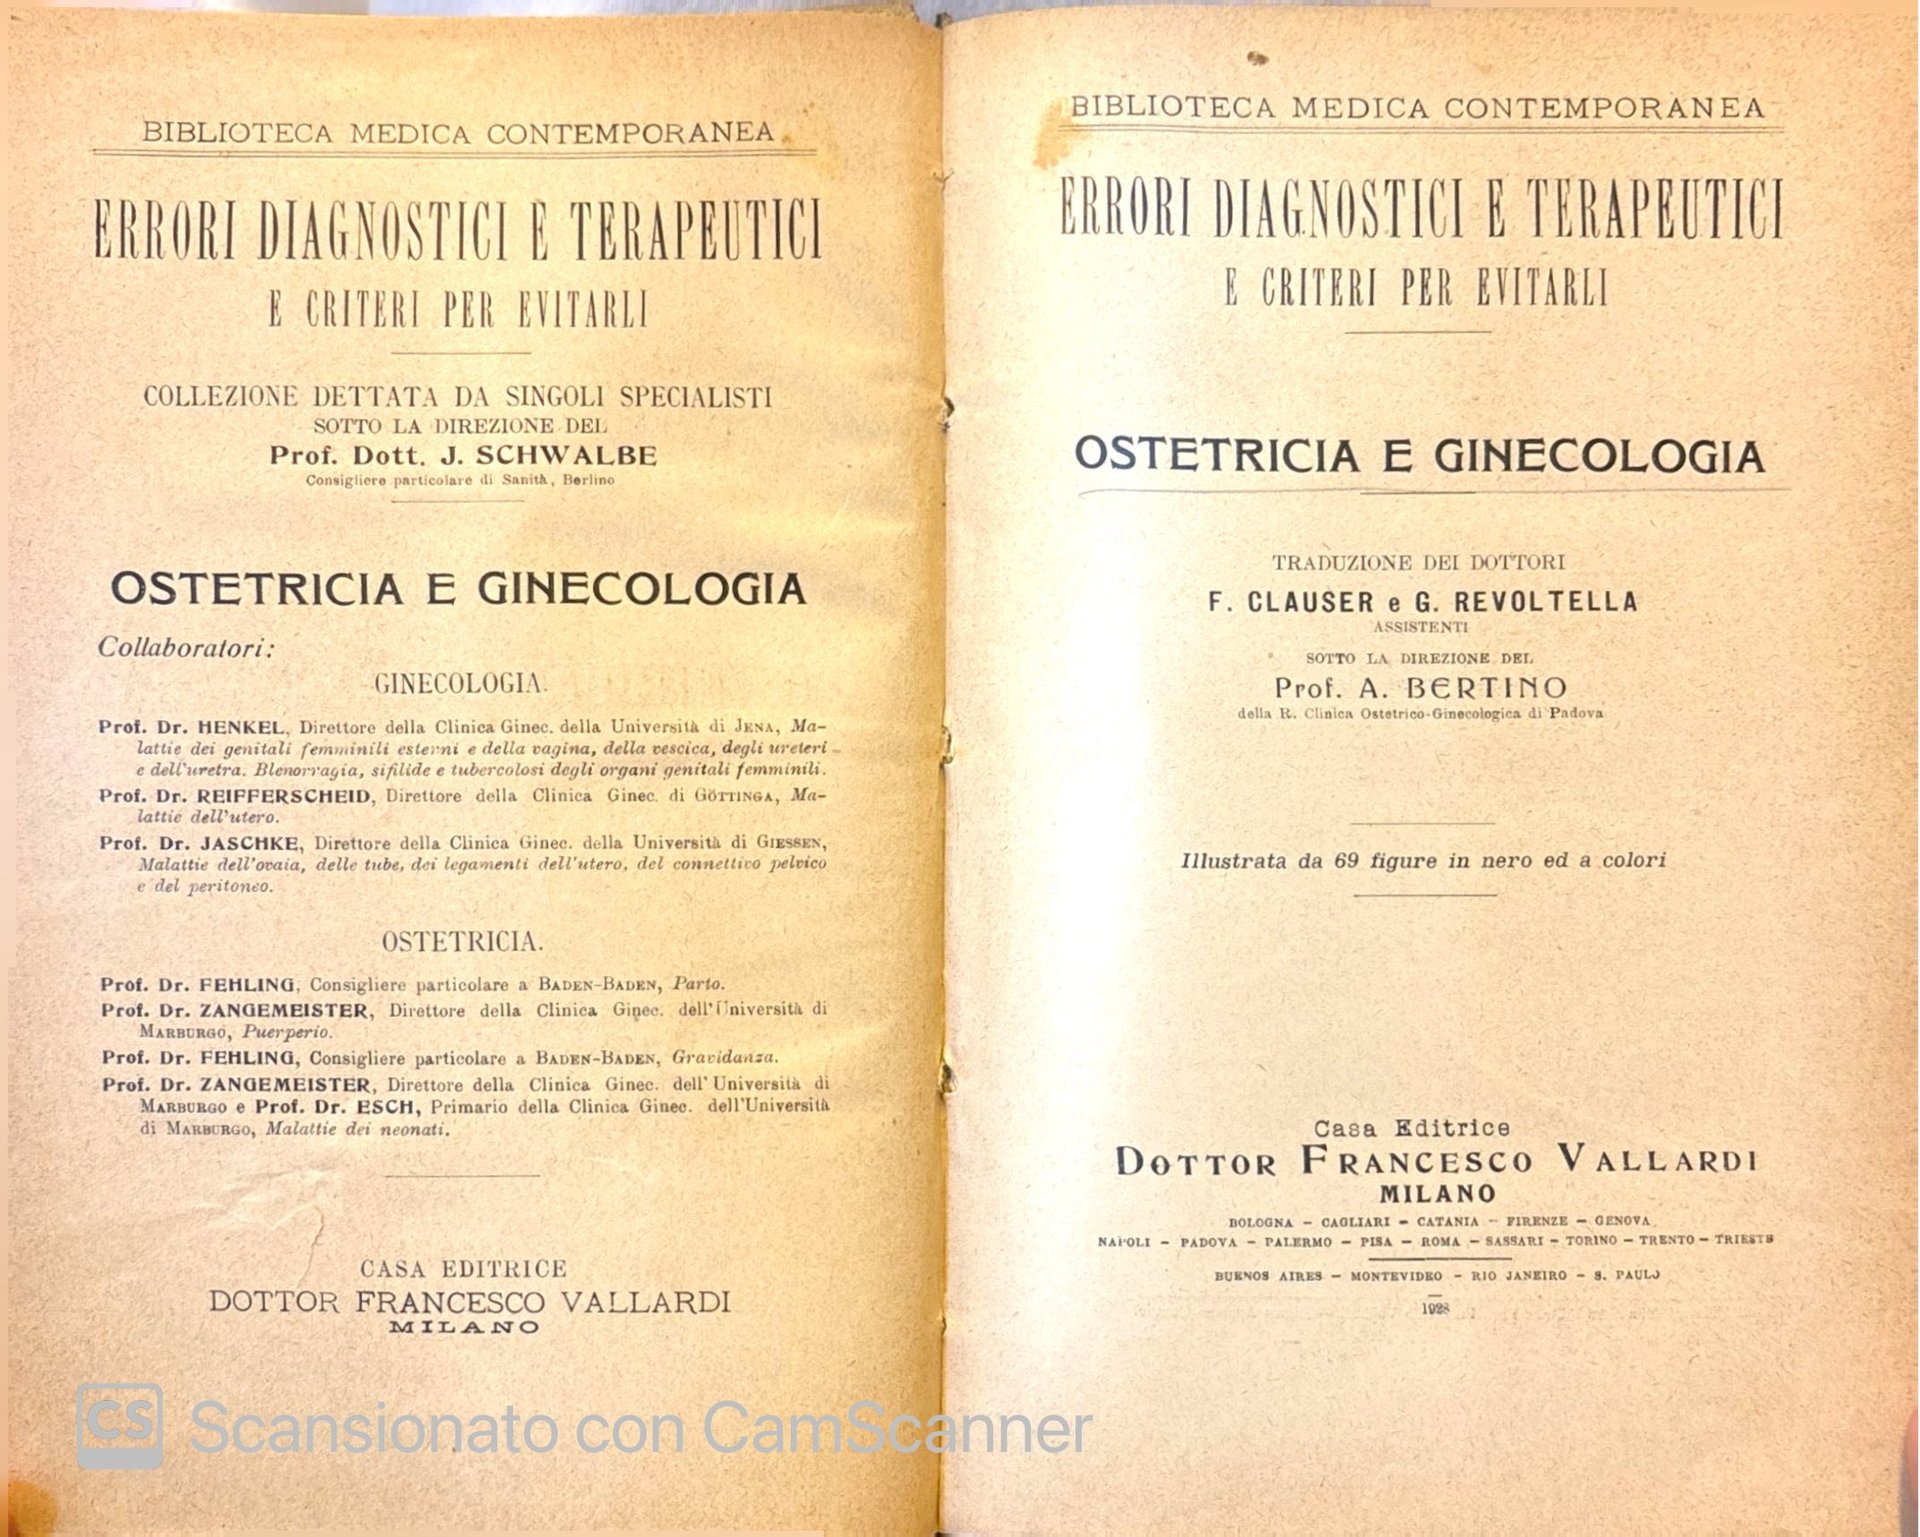 BIBLIOTECA MEDICA CONTEMPORANEA
ERRORI DIAGNOSTICI E TERAPEUTICI
E CRITERI PER EVITARLI
COLLEZIONE DETTATA DA SINGOLI SPECIALISTI
SOTTO LA DIREZIONE DEL
Prof. Dott. J. SCHWALBE
Consigliere particolare di Sanità, Berlino
OSTETRICIA E GINECOLOGIA
Collaboratori:
GINECOLOGIA.
Prof. Dr. HENKEL, Direttore della Clinica Ginec. della Università di JENA, Ma-
lattie dei genitali femminili esterni e della vagina, della vescica, degli ureteri
e dell'uretra. Blenorragia, sifilide e tubercolosi degli organi genitali femminili.
Prof. Dr. REIFFERSCHEID, Direttore della Clinica Ginec. di GÖTTINGA, Ma-
lattie dell'utero.
Prof. Dr. JASCHKE, Direttore della Clinica Ginec. della Università di GIESSEN,
Malattie dell'ovaia, delle tube, dei legamenti dell'utero, del connettivo pelvico
e del peritoneo.
OSTETRICIA.
Prof. Dr. FEHLING, Consigliere particolare a BADEN-BADEN, Parto.
Prof. Dr. ZANGEMEISTER, Direttore della Clinica Ginec. dell'Università di
MARBURGO, Puerperio.
Prof. Dr. FEHLING, Consigliere particolare a BADEN-BADEN, Gravidanza.
Prof. Dr. ZANGEMEISTER, Direttore della Clinica Ginec. dell'Università di
MARBURGO e Prof. Dr. ESCH, Primario della Clinica Ginec. dell'Università
di MARBURGO, Malattie dei neonati.
CASA EDITRICE
DOTTOR FRANCESCO VALLARDI
MILANO
BIBLIOTECA MEDICA CONTEMPORANEA
ERRORI DIAGNOSTICI E TERAPEUTICI
E CRITERI PER EVITARLI
OSTETRICIA E GINECOLOGIA
TRADUZIONE DEI DOTTORI
F. CLAUSER e G. REVOLTELLA
ASSISTENTI
SOTTO LA DIREZIONE DEL
Prof. A. BERTINO
della R. Clinica Ostetrico-Ginecologica di Padova
Illustrata da 69 figure in nero ed a colori
Casa Editrice
DOTTOR FRANCESCO VALLARDI
MILANO
BOLOGNA – CAGLIARI – CATANIA – FIRENZE – GENOVA
NAPOLI – PADOVA – PALERMO – PISA – ROMA – SASSARI – TORINO – TRENTO – TRIESTE
BUENOS AIRES – MONTEVIDEO – RIO JANEIRO – S. PAULO
1928
CS Scansionato con CamScanner